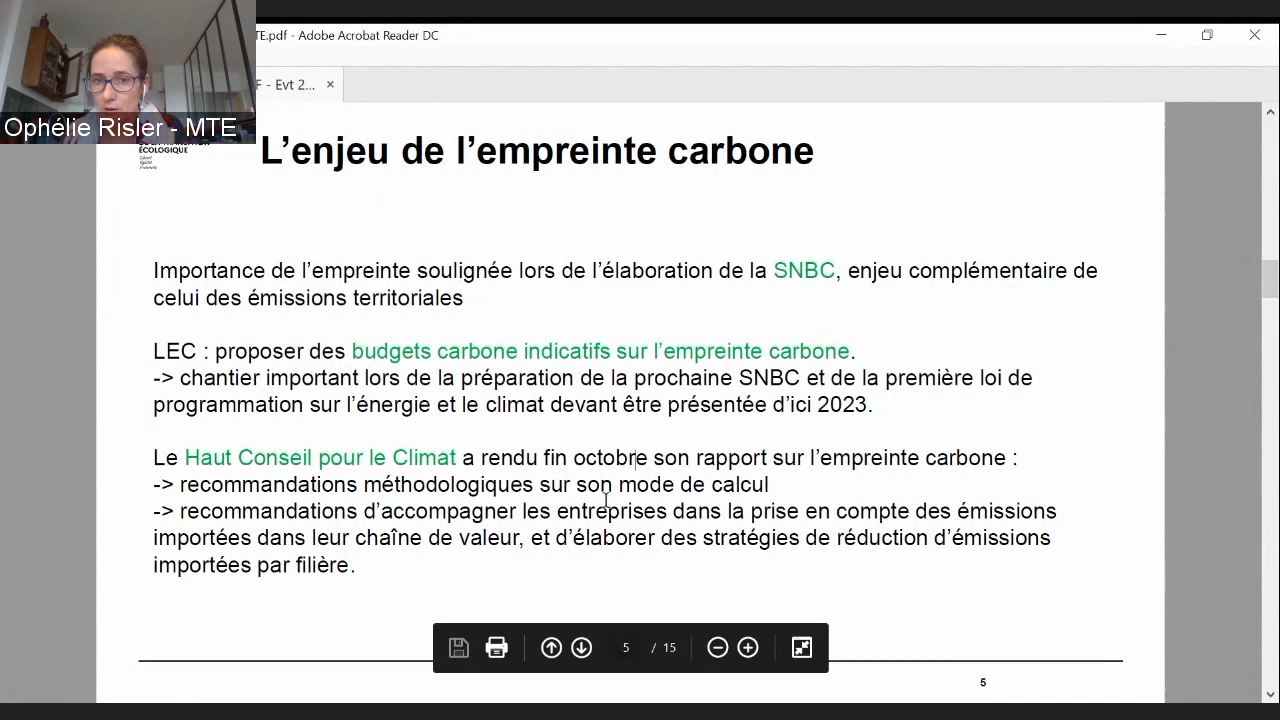 TE.pdf - Adobe Acrobat Reader DC
F - Evt 2...
Ophélie Risler - MTE
ÉCOLOGIQUE
Liberté
Égalité
Fraternité
L’enjeu de l’empreinte carbone
Importance de l’empreinte soulignée lors de l’élaboration de la SNBC, enjeu complémentaire de
celui des émissions territoriales
LEC : proposer des budgets carbone indicatifs sur l’empreinte carbone.
-> chantier important lors de la préparation de la prochaine SNBC et de la première loi de
programmation sur l’énergie et le climat devant être présentée d’ici 2023.
Le Haut Conseil pour le Climat a rendu fin octobre son rapport sur l’empreinte carbone :
-> recommandations méthodologiques sur son mode de calcul
-> recommandations d’accompagner les entreprises dans la prise en compte des émissions
importées dans leur chaîne de valeur, et d’élaborer des stratégies de réduction d’émissions
importées par filière.
5 / 15
5